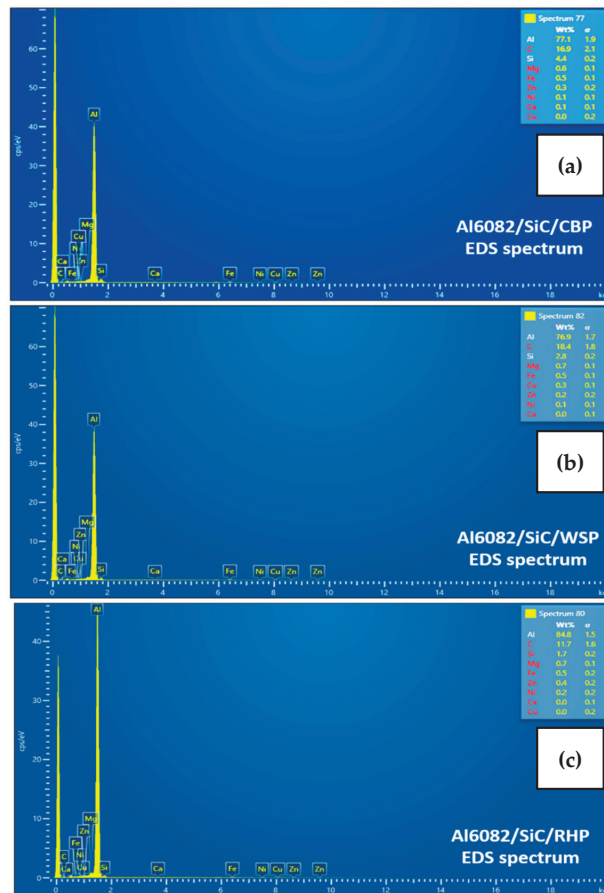 Spectrum 77
Wt% σ
Al 77.1 1.9
C 16.9 2.1
Si 4.4 0.2
Mg 0.6 0.1
Fe 0.5 0.1
Zn 0.3 0.2
Ni 0.1 0.1
Ca 0.1 0.1
Cu 0.0 0.2
60
40
20
0
cps/eV
Al
Mg
Cu
Ca
C Fe Si Ca Fe Ni Cu Zn Zn
0 2 4 6 8 10 12 14 16 18
(a)
Al6082/SiC/CBP
EDS spectrum
Spectrum 82
Wt% σ
Al 76.9 1.7
C 18.4 1.8
Si 2.8 0.2
Mg 0.7 0.1
Fe 0.5 0.1
Cu 0.3 0.1
Zn 0.2 0.2
Ni 0.1 0.1
Ca 0.0 0.1
60
50
40
30
20
10
0
cps/eV
Al
Mg
Zn
Ca
C Fe Si Ca Fe Ni Cu Zn Zn
0 2 4 6 8 10 12 14 16 18
(b)
Al6082/SiC/WSP
EDS spectrum
Spectrum 80
Wt% σ
Al 84.8 1.5
C 11.7 1.6
Si 1.7 0.2
Mg 0.7 0.1
Fe 0.5 0.2
Zn 0.4 0.2
Ni 0.2 0.2
Ca 0.0 0.1
Cu 0.0 0.2
40
30
20
10
0
cps/eV
Al
Mg
Zn
Fe
C Ni
Ca Si Ca Fe Ni Cu Zn Zn
0 2 4 6 8 10 12 14 16 18
(c)
Al6082/SiC/RHP
EDS spectrum